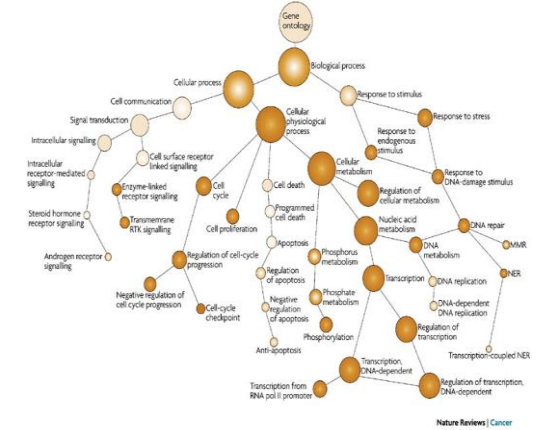 Gene
ontology
Biological process
Cellular process
Response to stimulus
Cell communication
Cellular
physiological
process
Response to stress
Signal transduction
Response to
endogenous
stimulus
Intracellular signalling
Cell surface receptor
linked signalling
Cellular
metabolism
Intracellular
receptor-mediated
signalling
Response to
DNA-damage stimulus
Enzyme-linked
receptor signalling
Cell
cycle
Cell death
Regulation of
cellular metabolism
Programmed
cell death
Steroid hormone
receptor signalling
Transmemrane
RTK signalling
Cell proliferation
Nucleic acid
metabolism
DNA repair
Apoptosis
DNA
metabolism
MMR
Androgen receptor
signalling
Regulation of cell-cycle
progression
Phosphorus
metabolism
Regulation
of apoptosis
Transcription
DNA replication
NER
Negative regulation of
cell cycle progression
Phosphate
metabolism
Cell-cycle
checkpoint
Negative
regulation
of apoptosis
DNA-dependent
DNA replication
Phosphorylation
Regulation of
transcription
Anti-apoptosis
Transcription-coupled NER
Transcription,
DNA-dependent
Transcription from
RNA pol II promoter
Regulation of transcription,
DNA-dependent
Nature Reviews | Cancer